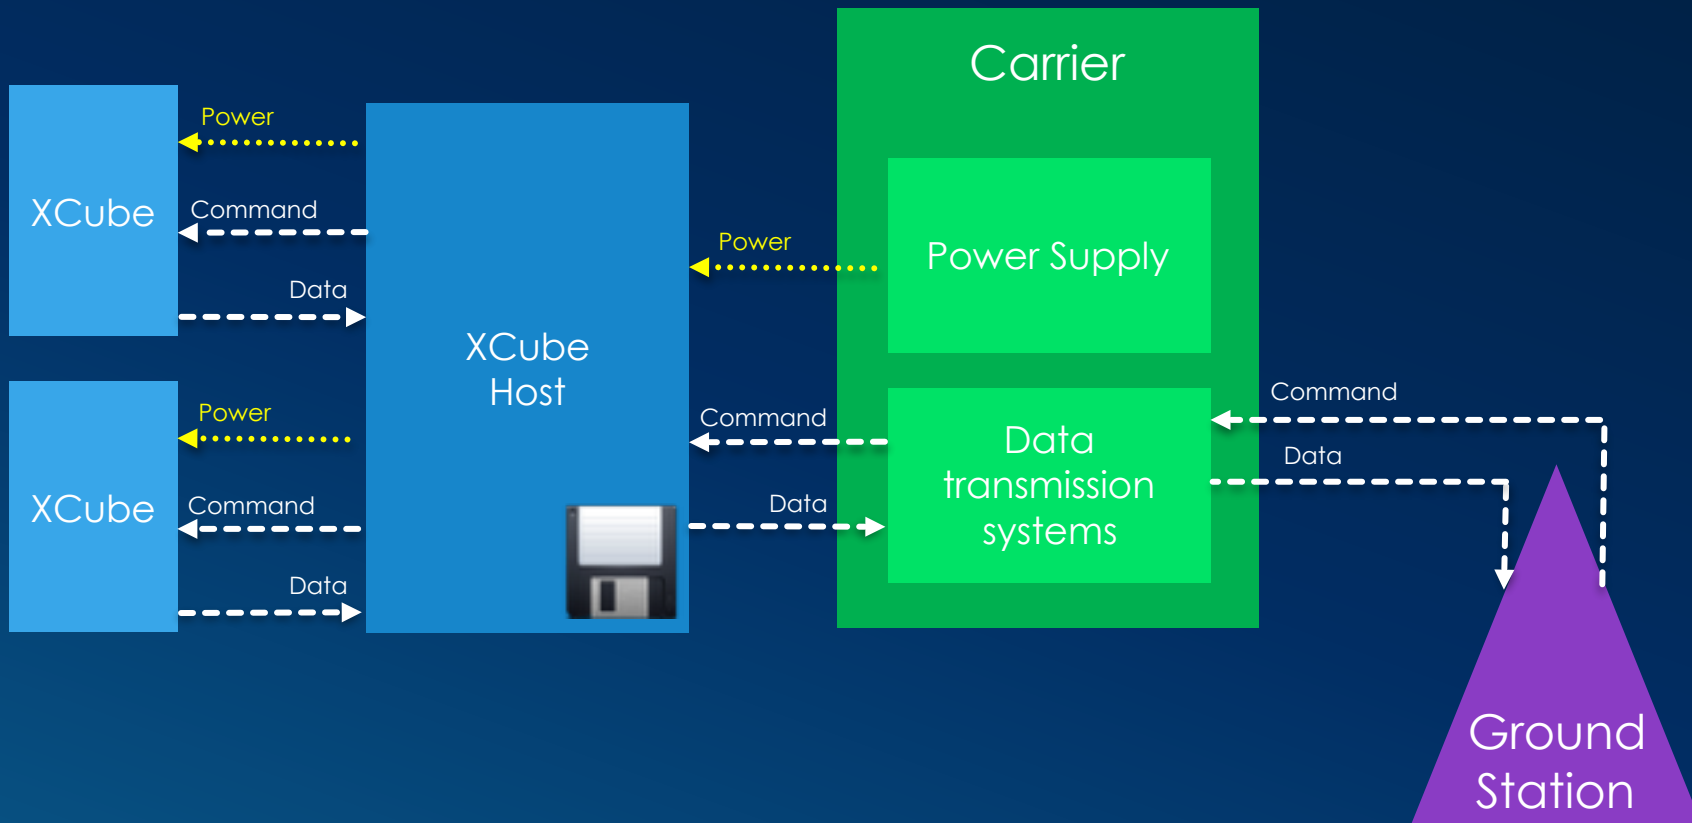 Carrier
Power
XCube
Command
Data
Power
Power Supply
XCube
Host
Power
XCube
Command
Data
Command
Data
Data
transmission
systems
Command
Data
Ground
Station